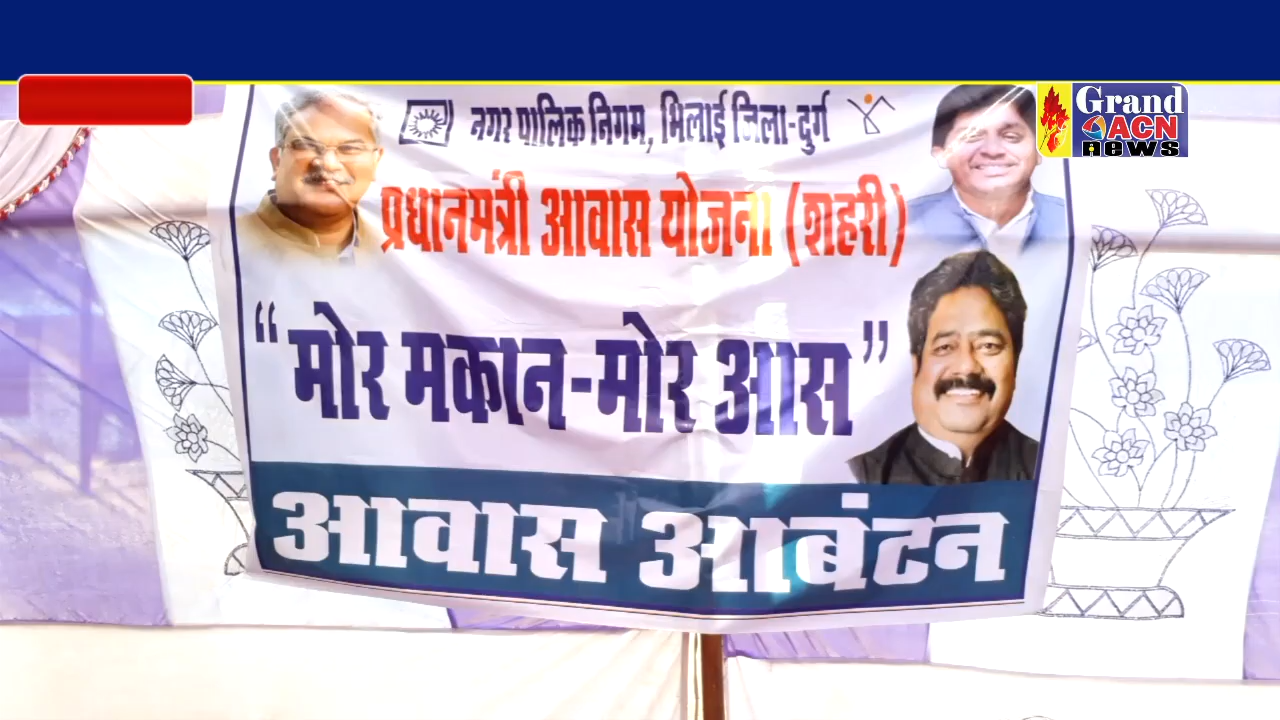 Grand
ACN
news
नगर पालिक निगम, भिलाई जिला-दुर्ग
प्रधानमंत्री आवास योजना (शहरी)
“मोर मकान-मोर आस”
आवास आबंटन